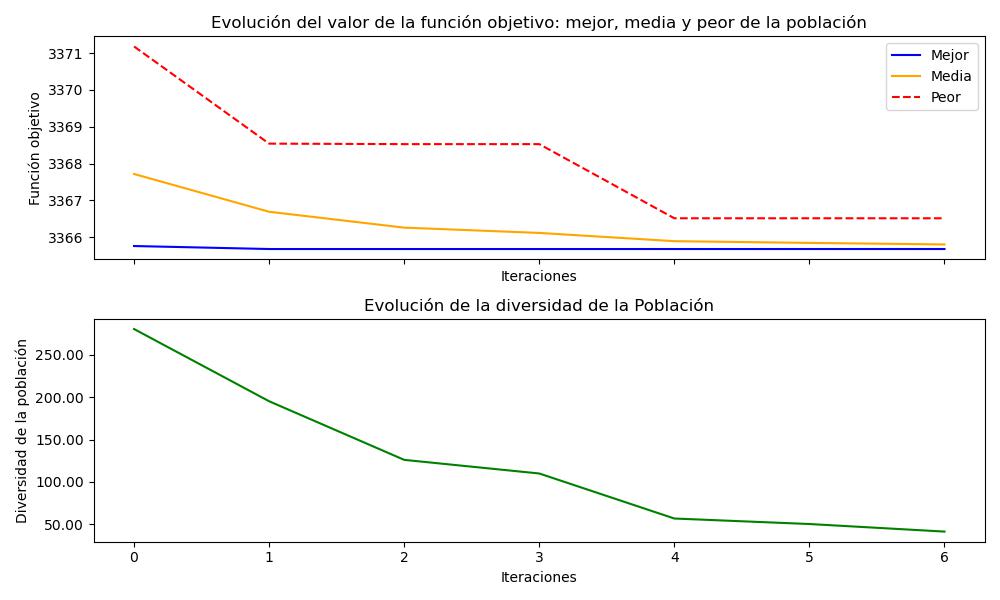 Evolución del valor de la función objetivo: mejor, media y peor de la población
Función objetivo
3371
3370
3369
3368
3367
3366
Mejor
Media
Peor
Iteraciones
Evolución de la diversidad de la Población
Diversidad de la población
250.00
200.00
150.00
100.00
50.00
0 1 2 3 4 5 6
Iteraciones